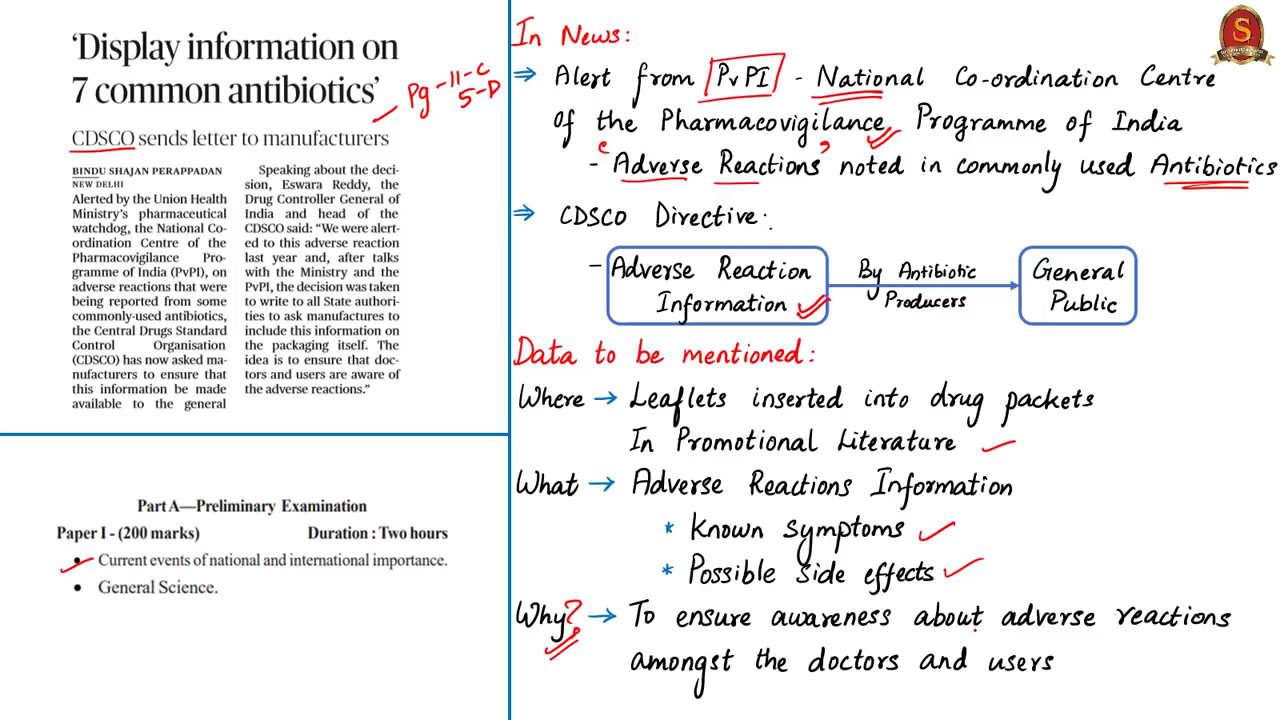 'Display information on
7 common antibiotics'
Pg -11-C
5-D
CDSCO sends letter to manufacturers
BINDU SHAJAN PERAPPADAN
NEW DELHI
Alerted by the Union Health
Ministry's pharmaceutical
watchdog, the National Co-
ordination Centre of the
Pharmacovigilance Pro-
gramme of India (PvPI), on
adverse reactions that were
being reported from some
commonly-used antibiotics,
the Central Drugs Standard
Control Organisation
(CDSCO) has now asked ma-
nufacturers to ensure that
this information be made
available to the general
Speaking about the deci-
sion, Eswara Reddy, the
Drug Controller General of
India and head of the
CDSCO said: "We were alert-
ed to this adverse reaction
last year and, after talks
with the Ministry and the
PvPI, the decision was taken
to write to all State authori-
ties to ask manufactures to
include this information on
the packaging itself. The
idea is to ensure that doc-
tors and users are aware of
the adverse reactions."
Part A—Preliminary Examination
Paper I - (200 marks) Duration : Two hours
• Current events of national and international importance.
• General Science.
In News:
⇒ Alert from PvPI - National Co-ordination Centre
of the Pharmacovigilance Programme of India
- 'Adverse Reactions' noted in commonly used Antibiotics
⇒ CDSCO Directive:
- Adverse Reaction
Information
By Antibiotic
Producers
General
Public
Data to be mentioned:
Where → Leaflets inserted into drug packets
In Promotional Literature
What → Adverse Reactions Information
* Known symptoms
* Possible side effects
Why? → To ensure awareness about adverse reactions
amongst the doctors and users
S